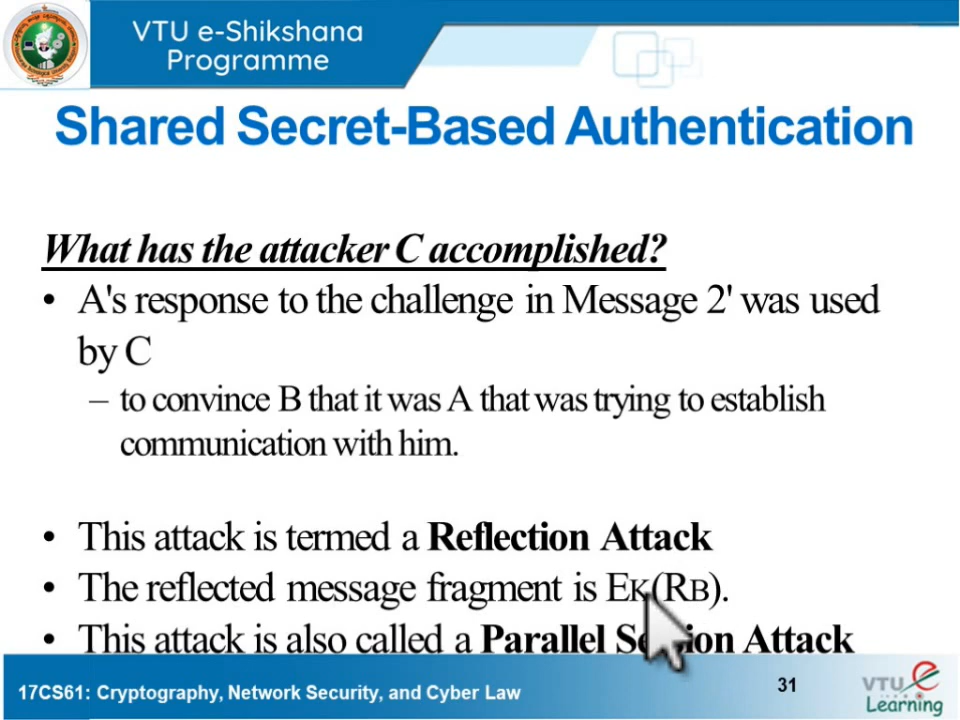 VTU e-Shikshana
Programme
Shared Secret-Based Authentication
What has the attacker C accomplished?
• A's response to the challenge in Message 2' was used
by C
– to convince B that it was A that was trying to establish
communication with him.
• This attack is termed a Reflection Attack
• The reflected message fragment is EK(RB).
• This attack is also called a Parallel Session Attack
17CS61: Cryptography, Network Security, and Cyber Law
31
VTU e
Learning